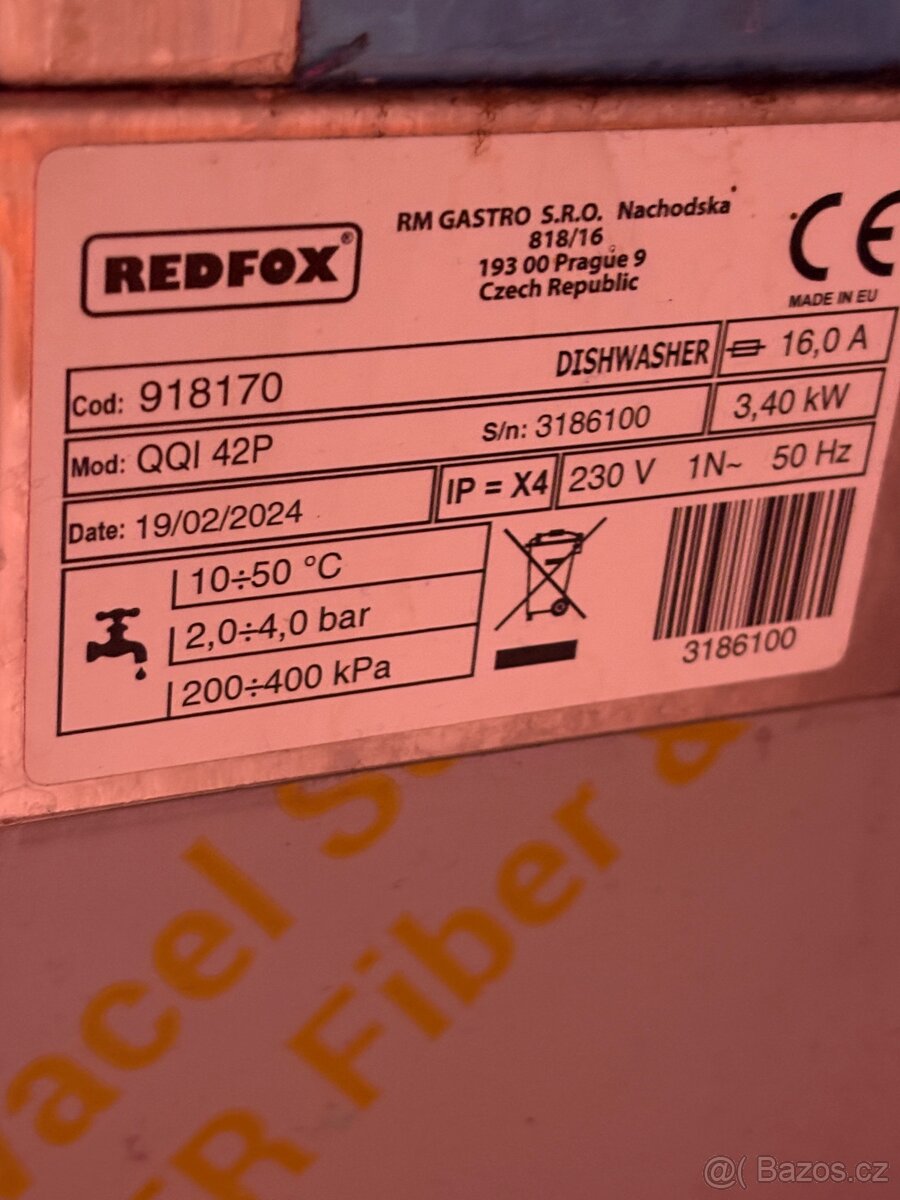 REDFOX®
RM GASTRO S.R.O. Nachodska
818/16
193 00 Prague 9
Czech Republic
CE
MADE IN EU
Cod: 918170 DISHWASHER 16,0 A
Mod: QQI 42P S/n: 3186100 3,40 kW
Date: 19/02/2024 IP = X4 230 V 1N~ 50 Hz
10÷50 °C
2,0÷4,0 bar
200÷400 kPa
3186100
vacel
Fiber &
@( Bazos.cz